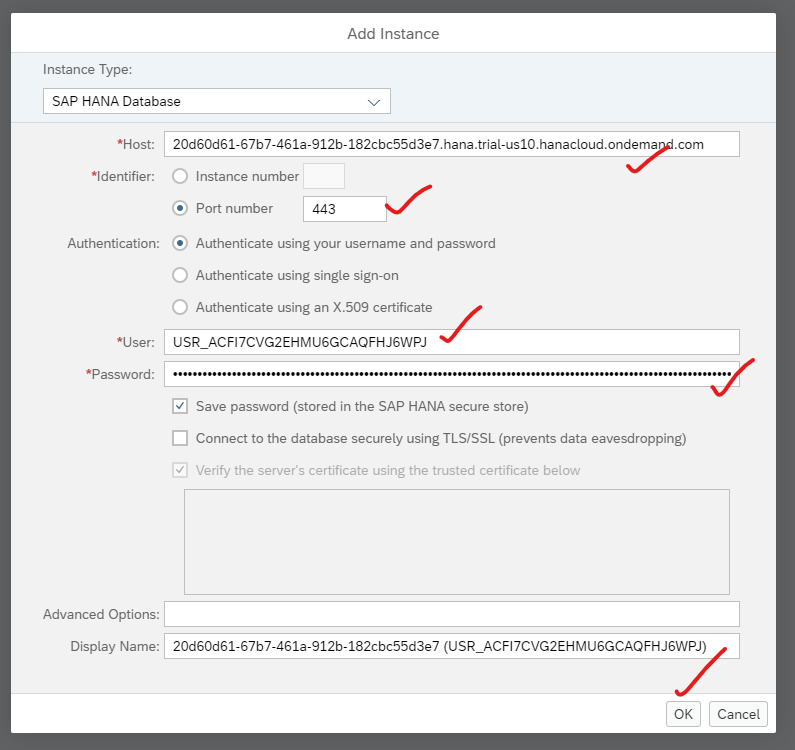 Add Instance
Instance Type:
SAP HANA Database
*Host: 20d60d61-67b7-461a-912b-182cbc55d3e7.hana.trial-us10.hanacloud.ondemand.com
*Identifier: Instance number
Port number 443
Authentication: Authenticate using your username and password
Authenticate using single sign-on
Authenticate using an X.509 certificate
*User: USR_ACFI7CVG2EHMU6GCAQFHJ6WPJ
*Password:
Save password (stored in the SAP HANA secure store)
Connect to the database securely using TLS/SSL (prevents data eavesdropping)
Verify the server's certificate using the trusted certificate below
Advanced Options:
Display Name: 20d60d61-67b7-461a-912b-182cbc55d3e7 (USR_ACFI7CVG2EHMU6GCAQFHJ6WPJ)
OK Cancel